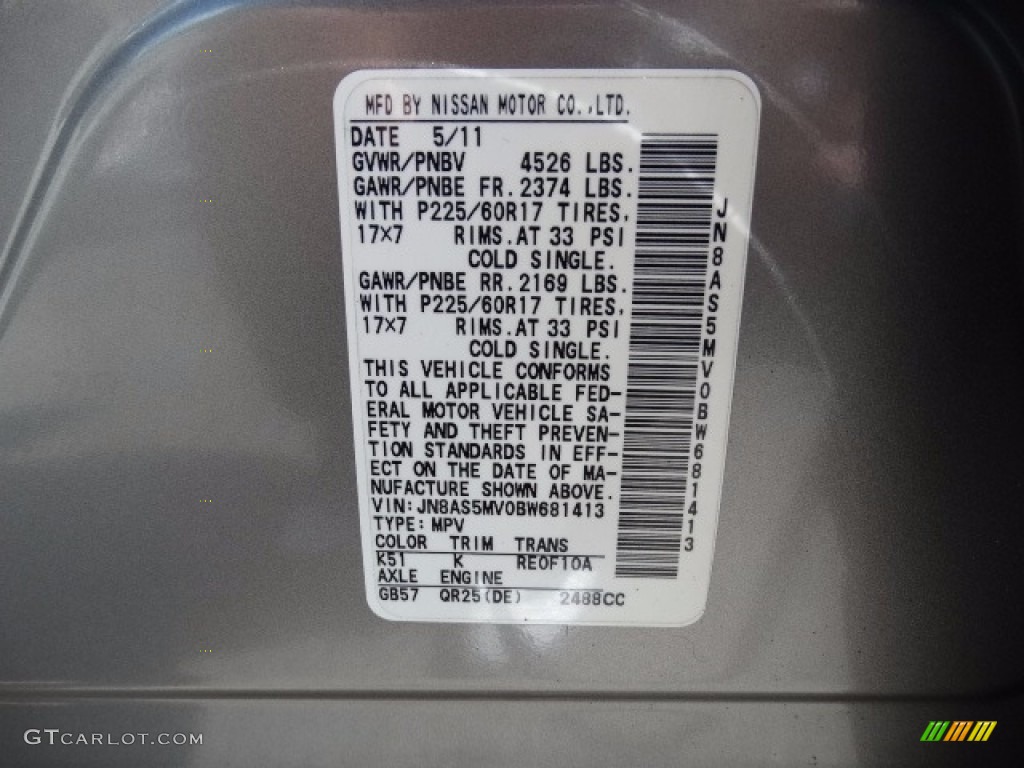 MFD BY NISSAN MOTOR CO.,LTD.
DATE 5/11
GVWR/PNBV 4526 LBS.
GAWR/PNBE FR. 2374 LBS.
WITH P225/60R17 TIRES,
17×7 RIMS.AT 33 PSI
COLD SINGLE.
GAWR/PNBE RR. 2169 LBS.
WITH P225/60R17 TIRES,
17×7 RIMS.AT 33 PSI
COLD SINGLE.
THIS VEHICLE CONFORMS
TO ALL APPLICABLE FED-
ERAL MOTOR VEHICLE SA-
FETY AND THEFT PREVEN-
TION STANDARDS IN EFF-
ECT ON THE DATE OF MA-
NUFACTURE SHOWN ABOVE.
VIN: JN8AS5MV0BW681413
TYPE: MPV
COLOR TRIM TRANS
K51 K RE0F10A
AXLE ENGINE
GB57 QR25(DE) 2488CC
JN8AS5MV0BW681413
GTCARLOT.COM